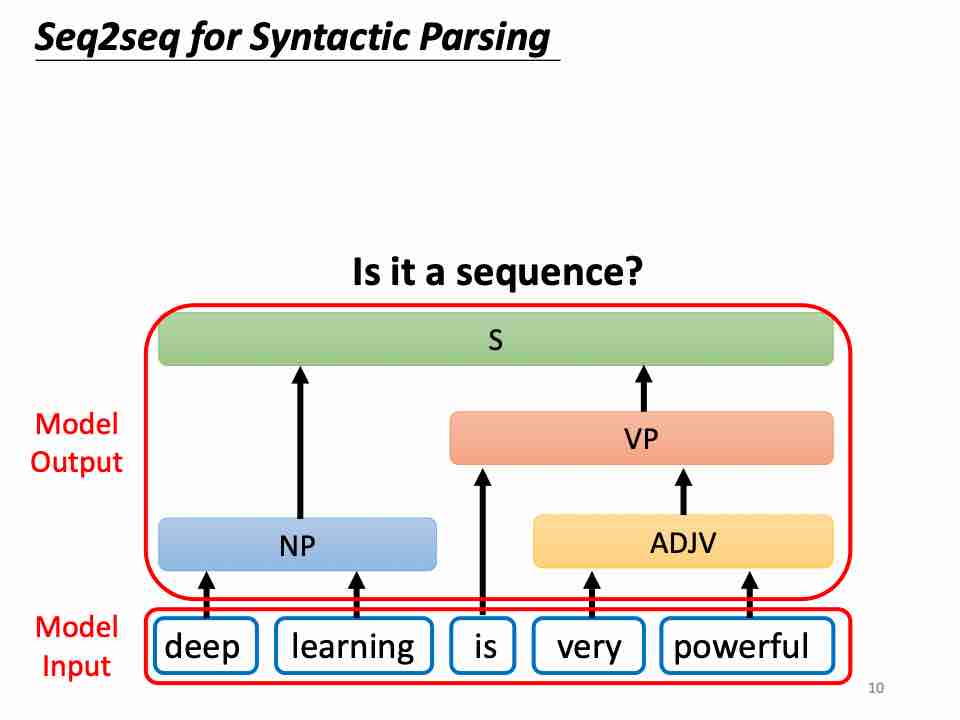 Seq2seq for Syntactic Parsing
Is it a sequence?
S
Model
Output
VP
NP
ADJV
Model
Input
deep learning is very powerful
10